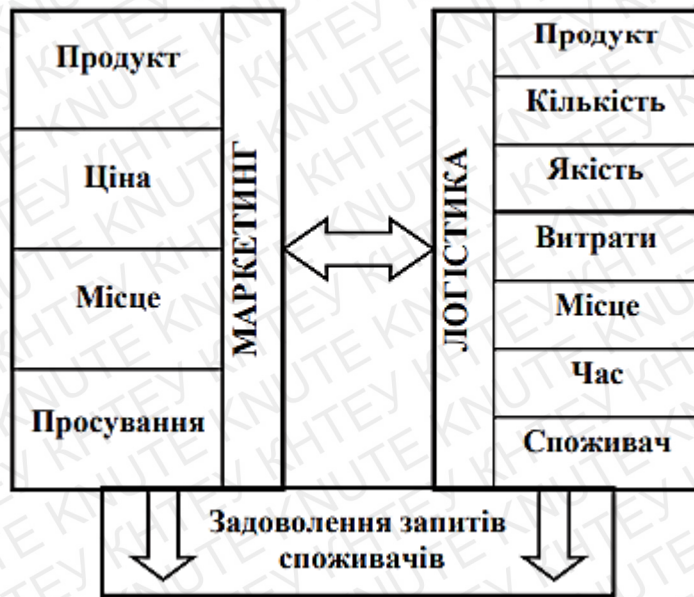 Продукт
Ціна
Місце
Просування
МАРКЕТИНГ
ЛОГІСТИКА
Продукт
Кількість
Якість
Витрати
Місце
Час
Споживач
Задоволення запитів
споживачів